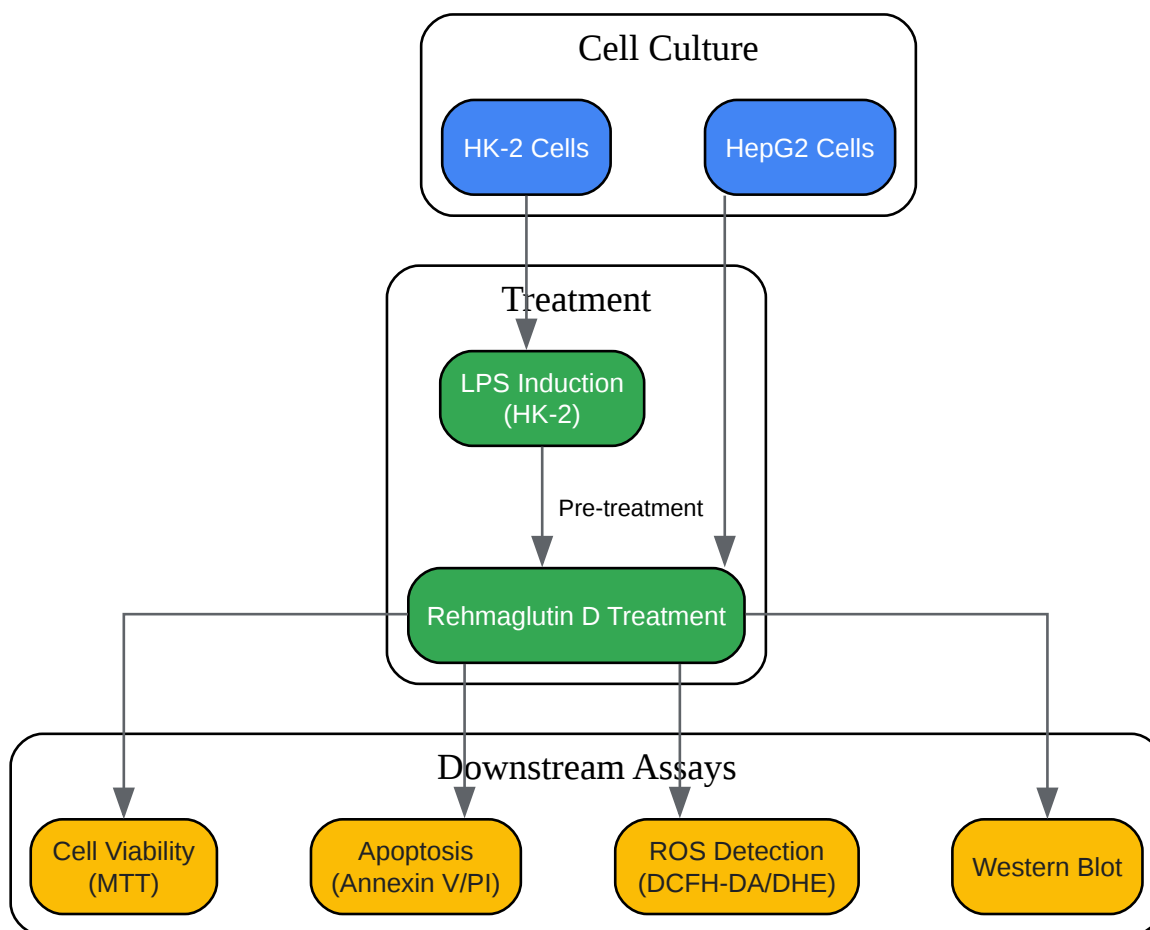 Cell Culture
HK-2 Cells
HepG2 Cells
Treatment
LPS Induction
(HK-2)
Pre-treatment
Rehmaglutin D Treatment
Downstream Assays
Cell Viability
(MTT)
Apoptosis
(Annexin V/PI)
ROS Detection
(DCFH-DA/DHE)
Western Blot